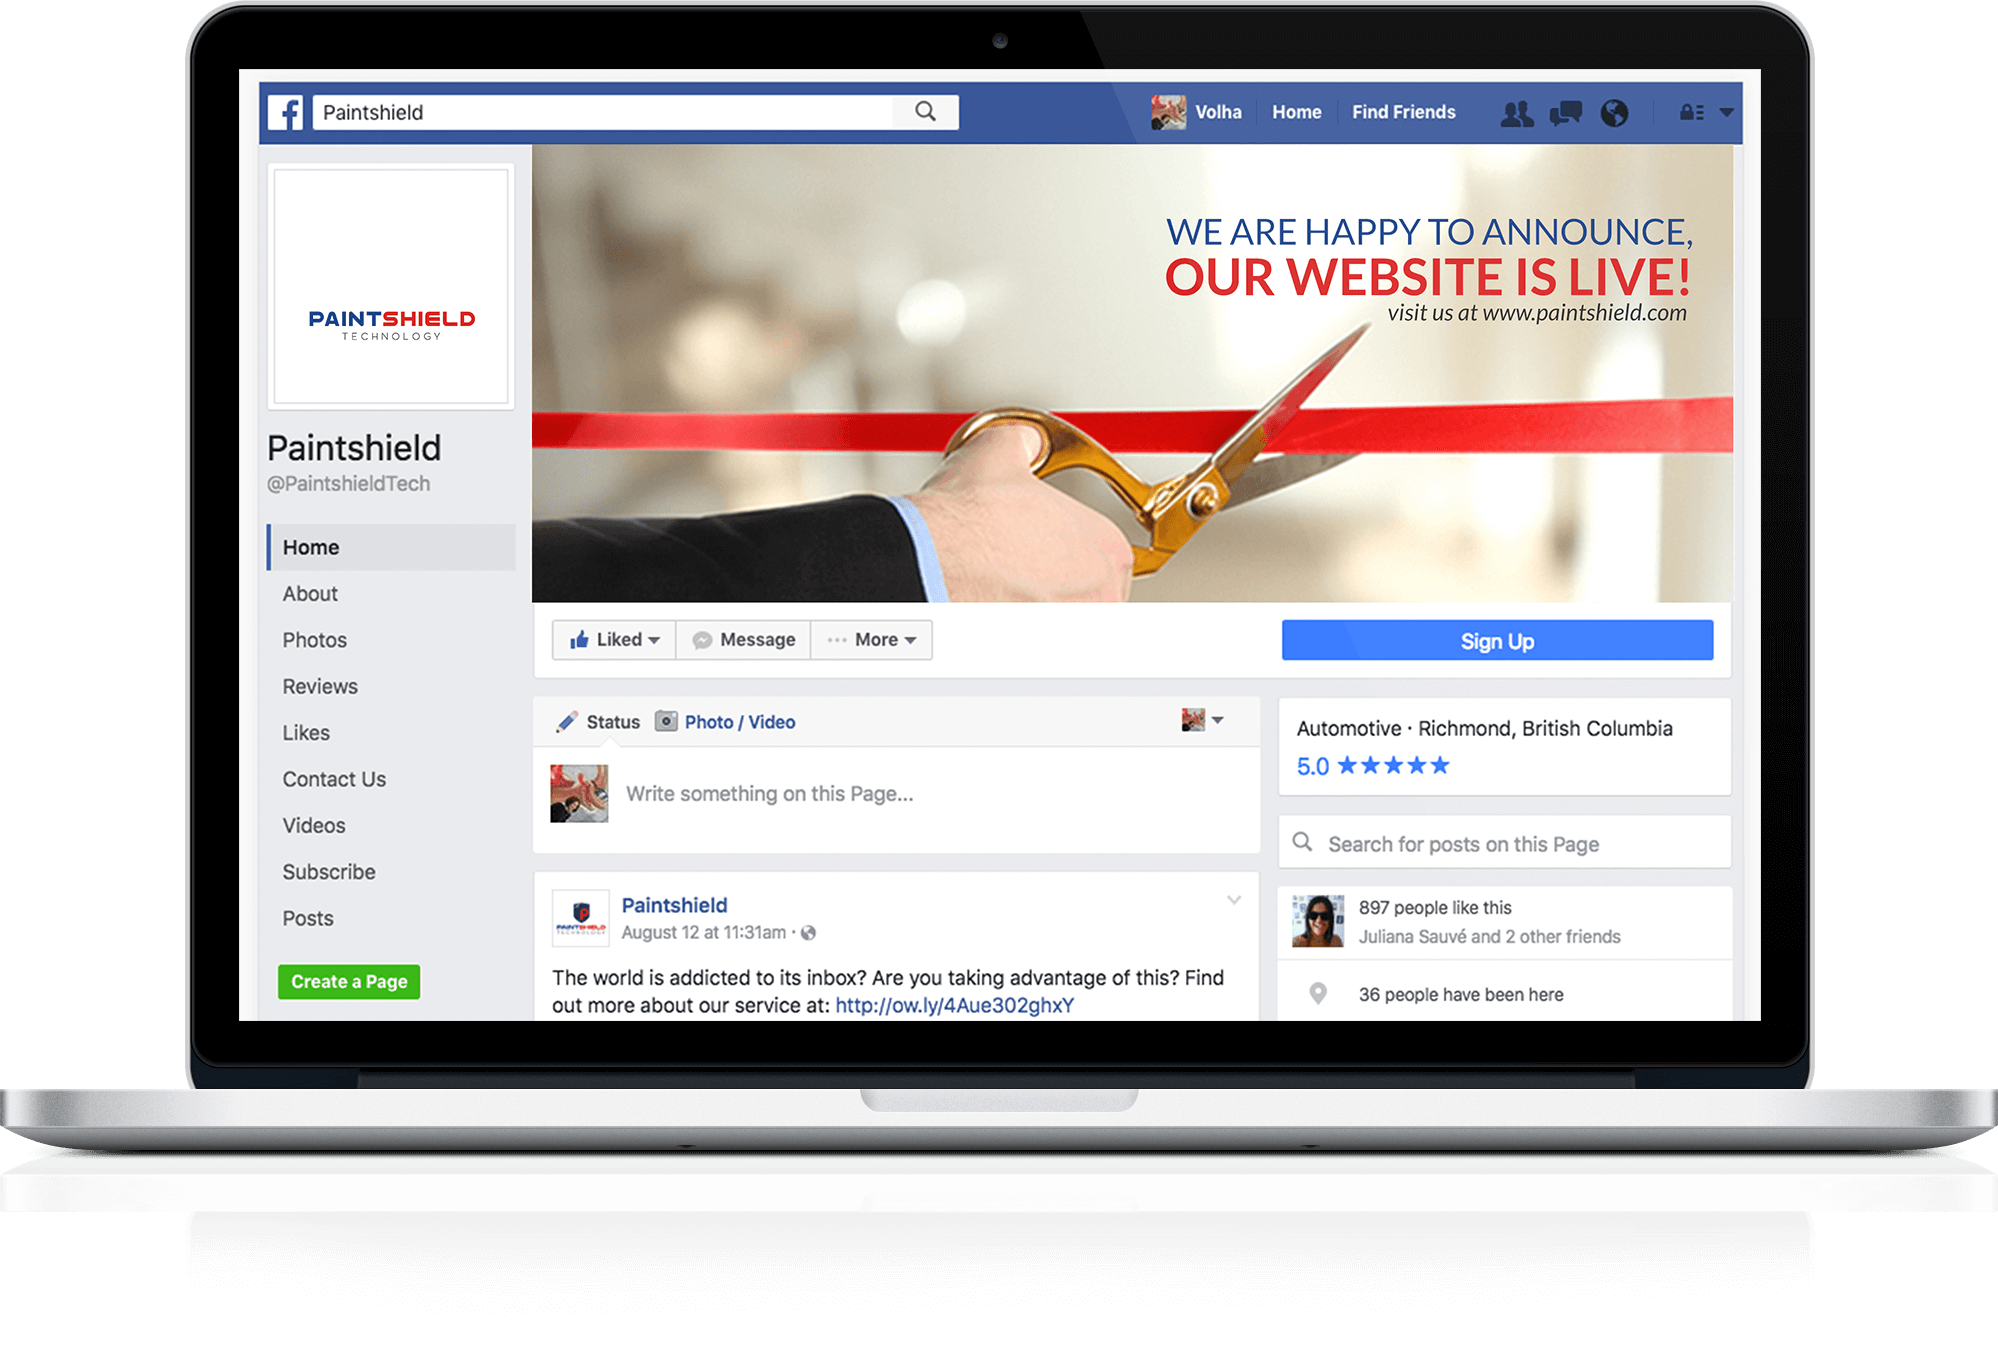 Paintshield
Volha
Home
Find Friends
PAINTSHIELD
TECHNOLOGY
WE ARE HAPPY TO ANNOUNCE,
OUR WEBSITE IS LIVE!
visit us at www.paintshield.com
Paintshield
@PaintshieldTech
Home
About
Photos
Reviews
Likes
Contact Us
Videos
Subscribe
Posts
Create a Page
Liked
Message
More
Sign Up
Status
Photo / Video
Write something on this Page...
PAINTSHIELD
TECHNOLOGY
Paintshield
August 12 at 11:31am ·
The world is addicted to its inbox? Are you taking advantage of this? Find
out more about our service at: http://ow.ly/4Aue302ghxY
Automotive · Richmond, British Columbia
5.0 ★★★★★
Search for posts on this Page
897 people like this
Juliana Sauvé and 2 other friends
36 people have been here